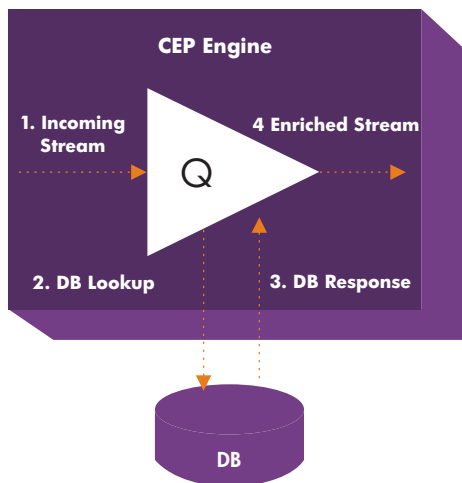 CEP Engine
1. Incoming
Stream
4 Enriched Stream
Q
2. DB Lookup
3. DB Response
DB